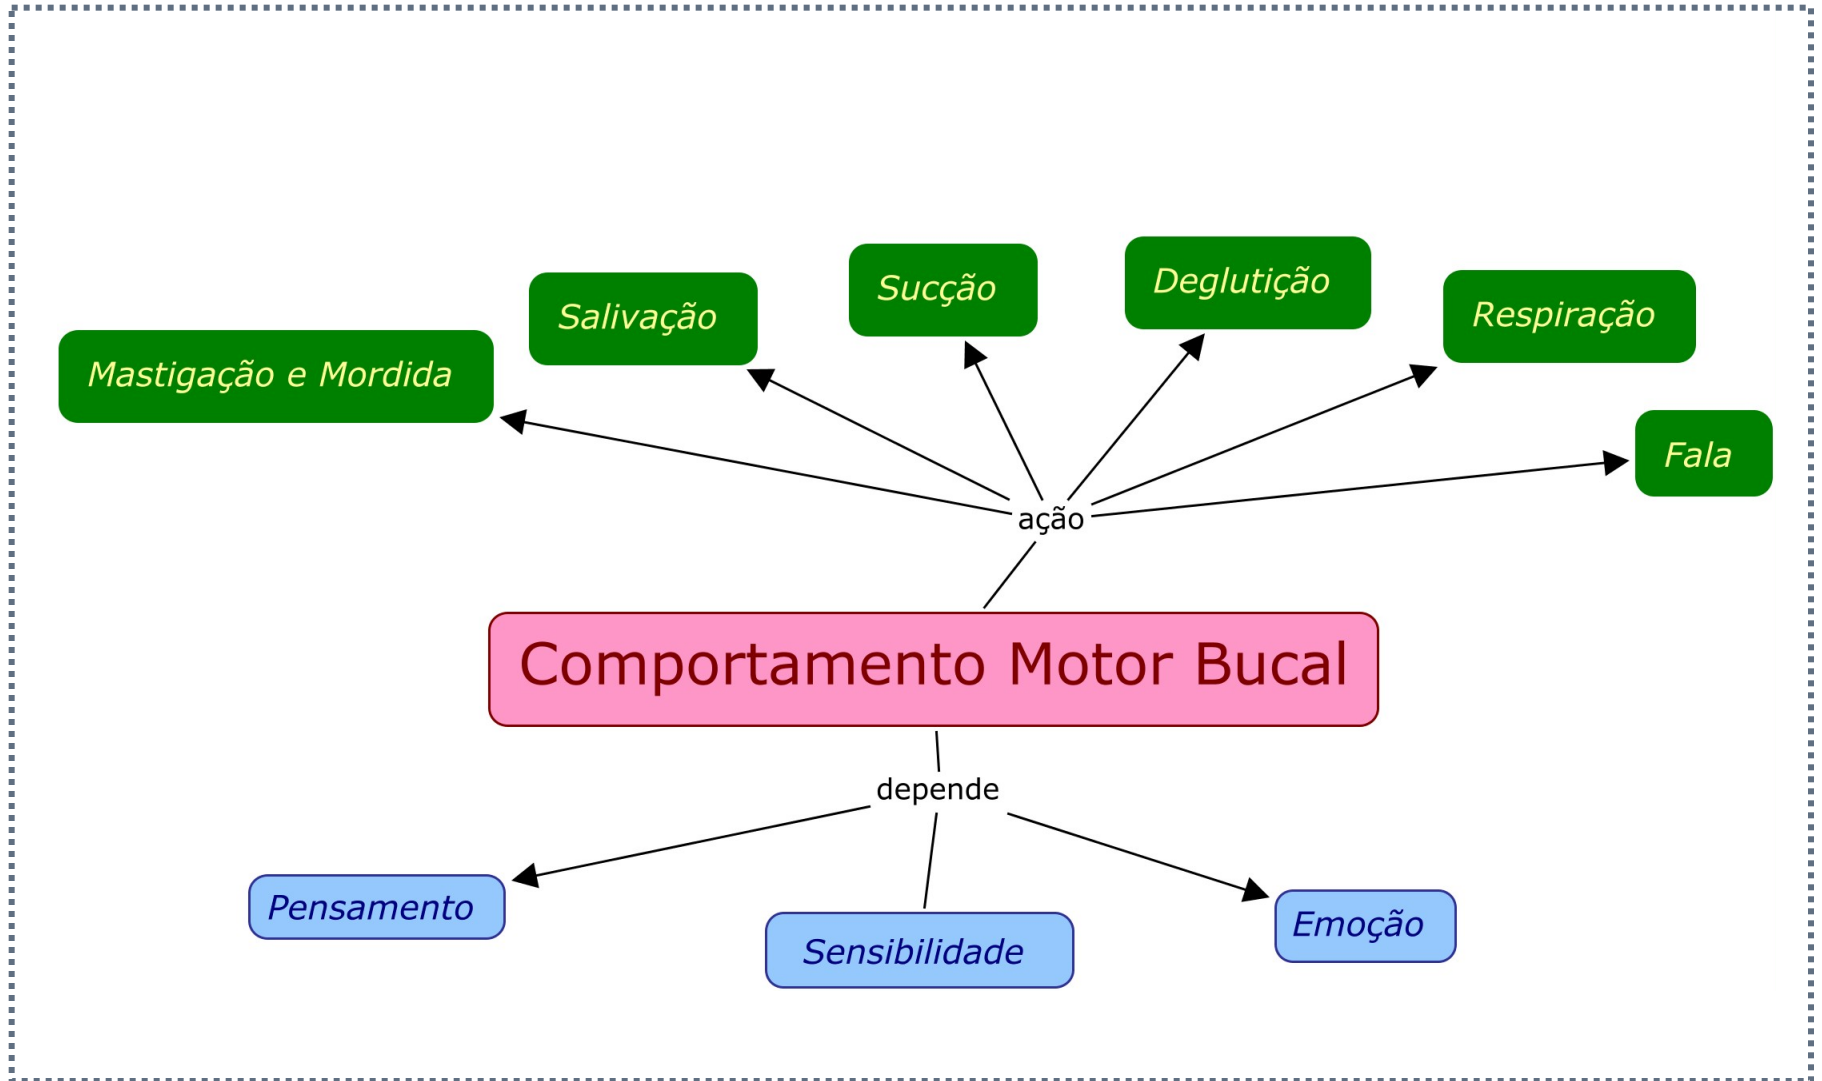 Mastigação e Mordida
Salivação
Sucção
Deglutição
Respiração
Fala
ação
Comportamento Motor Bucal
depende
Pensamento
Sensibilidade
Emoção